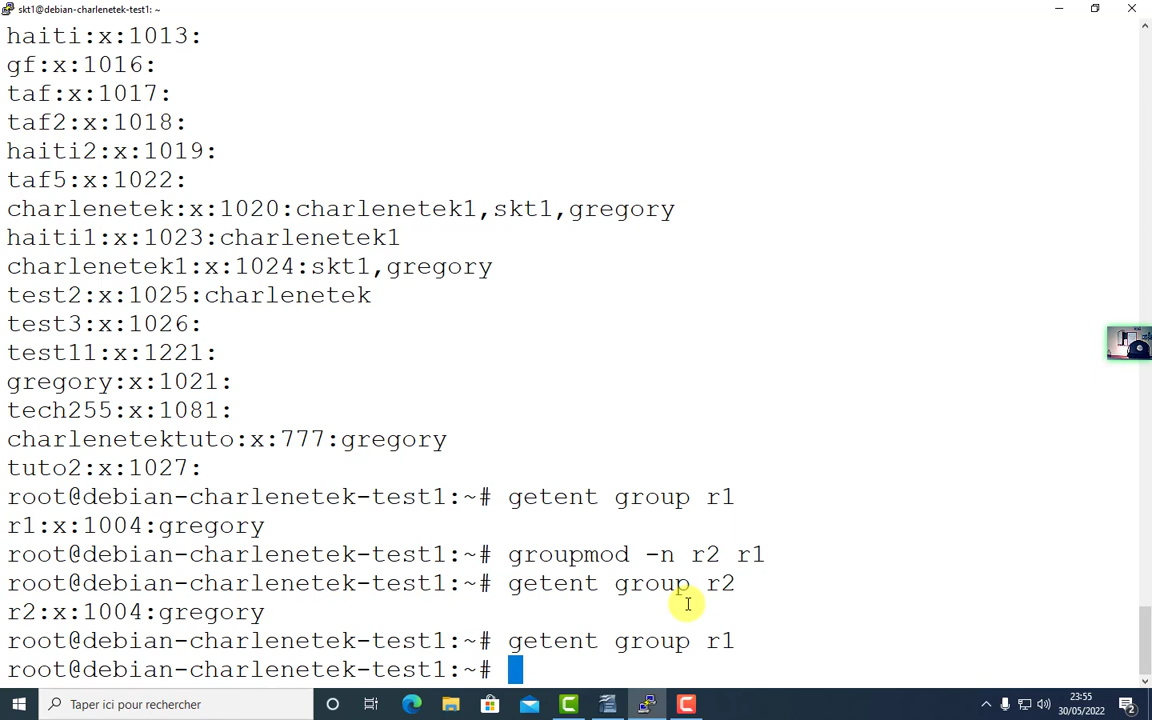 skt1@debian-charlenetek-test1: ~
haiti:x:1013:
gf:x:1016:
taf:x:1017:
taf2:x:1018:
haiti2:x:1019:
taf5:x:1022:
charlenetek:x:1020:charlenetek1,skt1,gregory
haiti1:x:1023:charlenetek1
charlenetek1:x:1024:skt1,gregory
test2:x:1025:charlenetek
test3:x:1026:
test11:x:1221:
gregory:x:1021:
tech255:x:1081:
charlenetektuto:x:777:gregory
tuto2:x:1027:
root@debian-charlenetek-test1:~# getent group r1
r1:x:1004:gregory
root@debian-charlenetek-test1:~# groupmod -n r2 r1
root@debian-charlenetek-test1:~# getent group r2
r2:x:1004:gregory
root@debian-charlenetek-test1:~# getent group r1
root@debian-charlenetek-test1:~#
Taper ici pour rechercher
23:55
30/05/2022
2